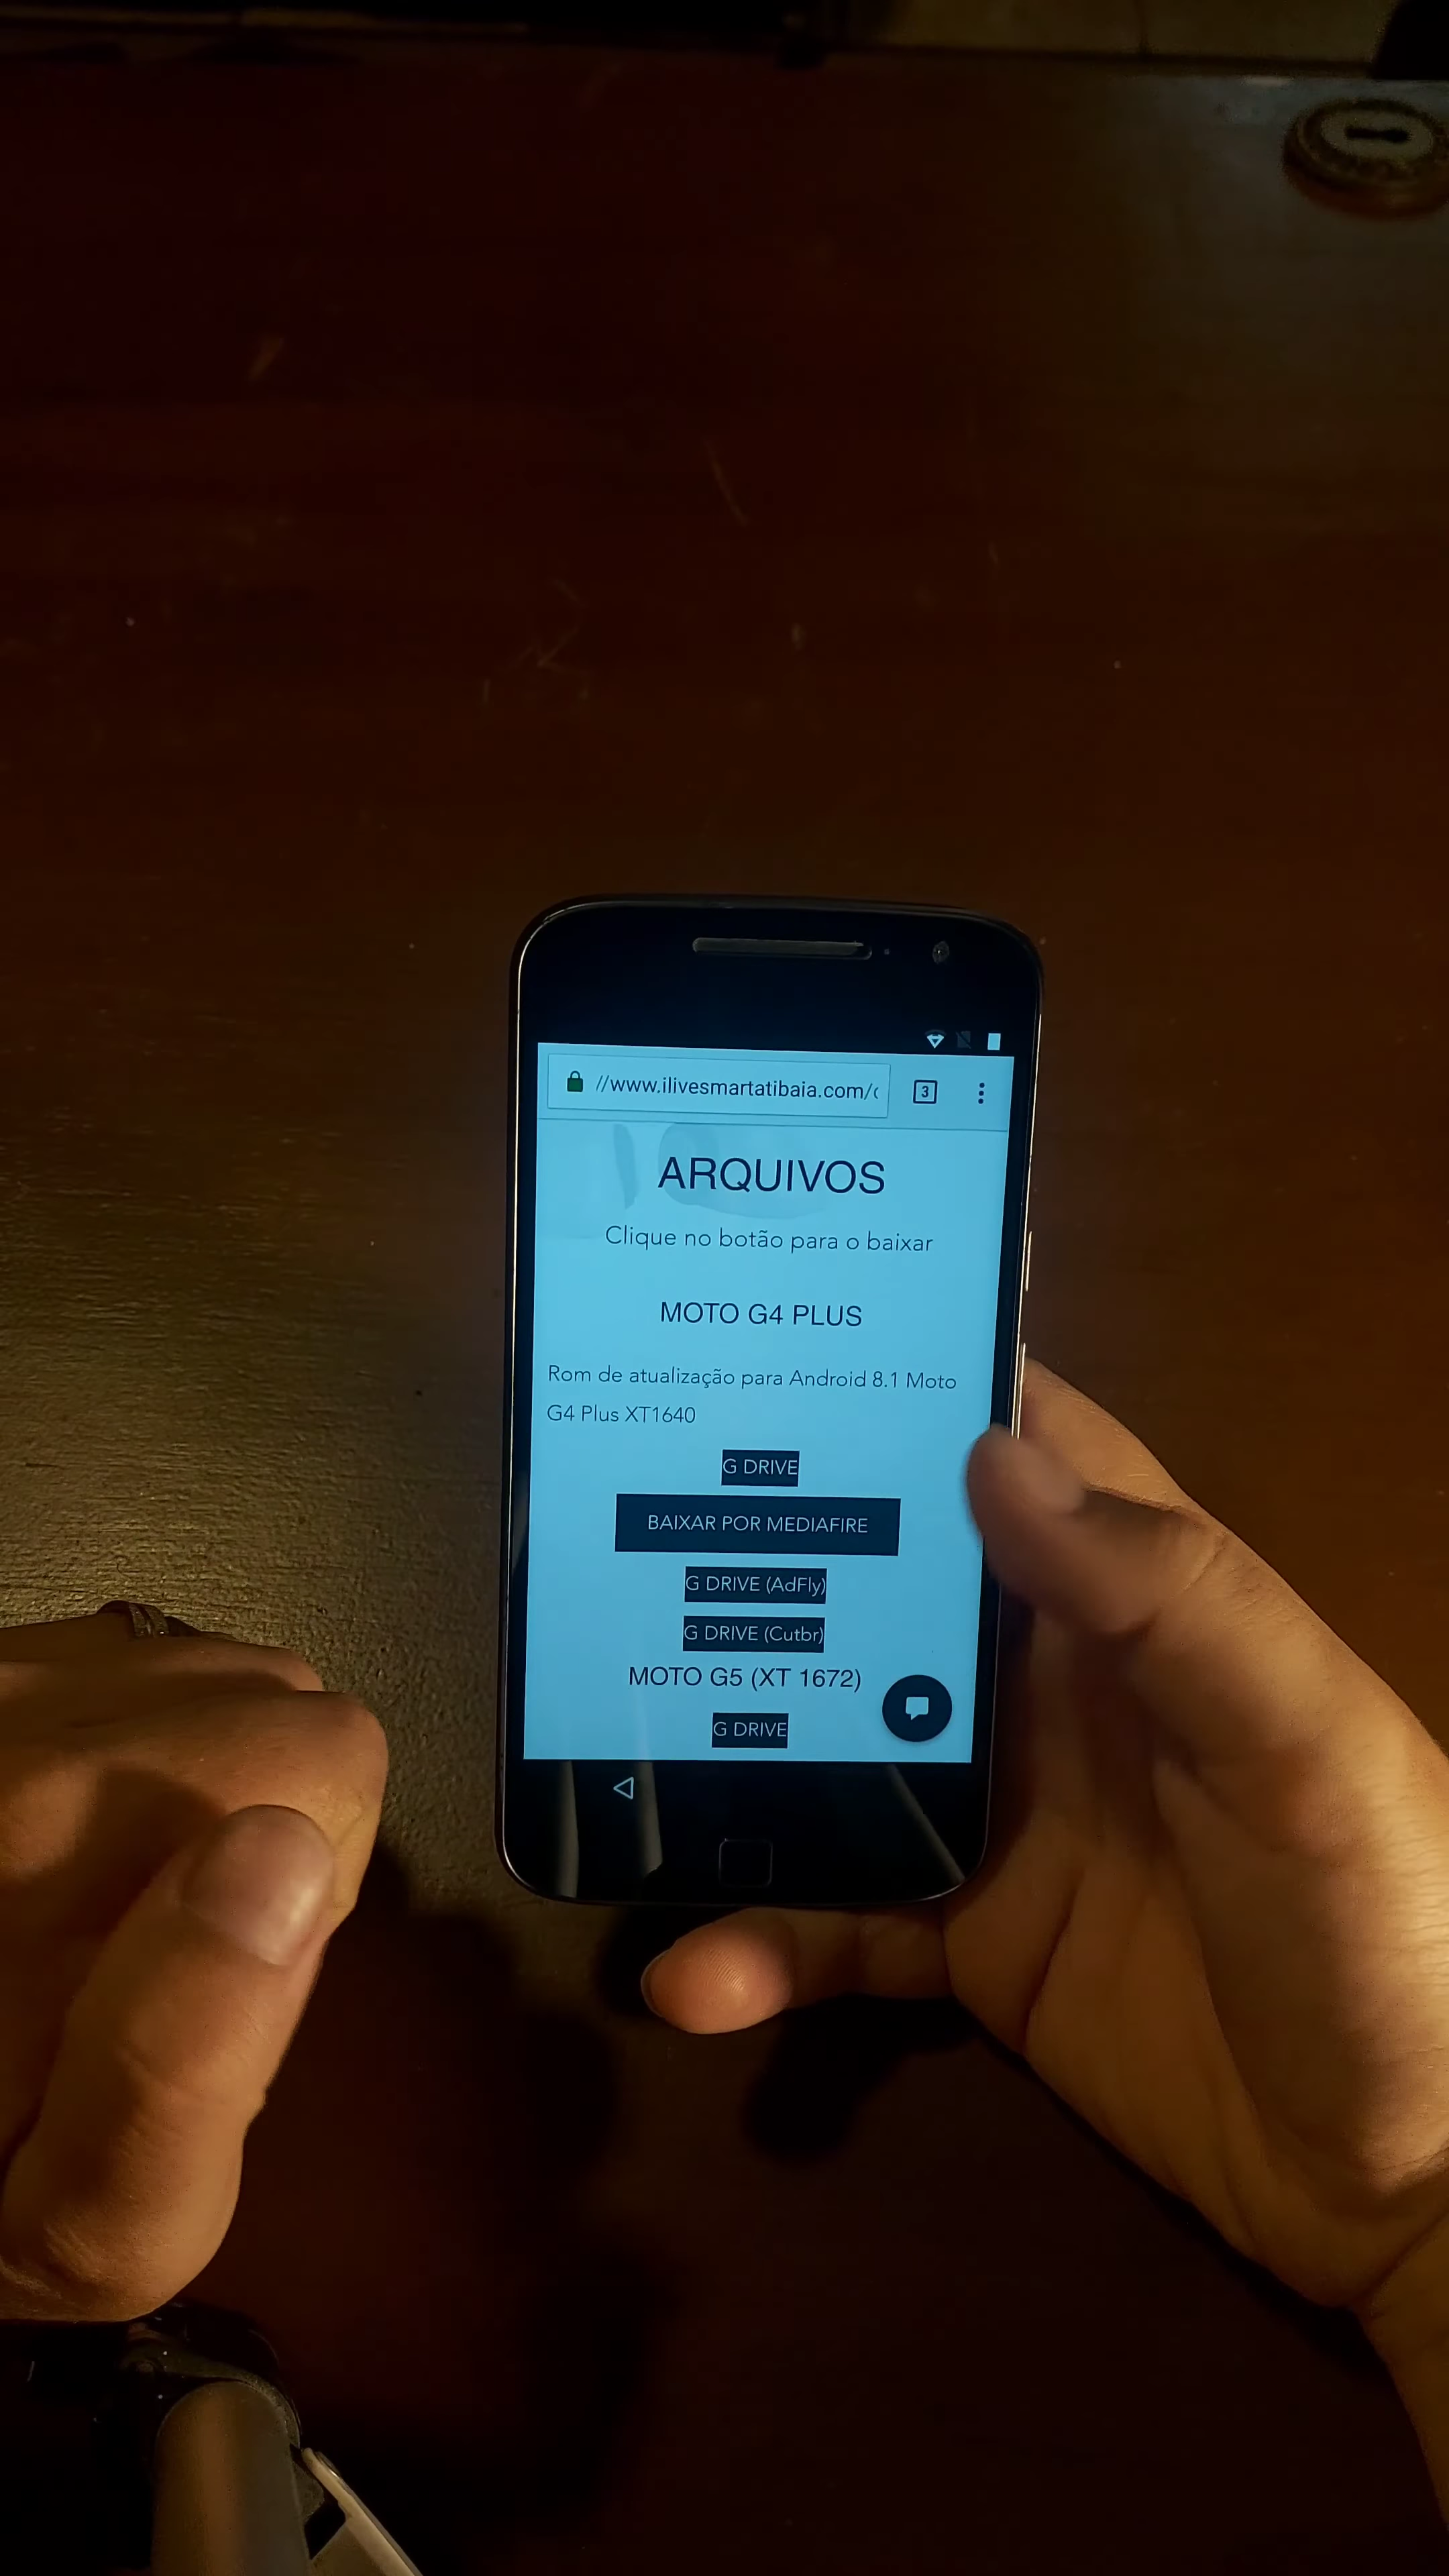 //www.ilivesmartatibaia.com/
3
ARQUIVOS
Clique no botão para o baixar
MOTO G4 PLUS
Rom de atualização para Android 8.1 Moto
G4 Plus XT1640
G DRIVE
BAIXAR POR MEDIAFIRE
G DRIVE (AdFly)
G DRIVE (Cutbr)
MOTO G5 (XT 1672)
G DRIVE